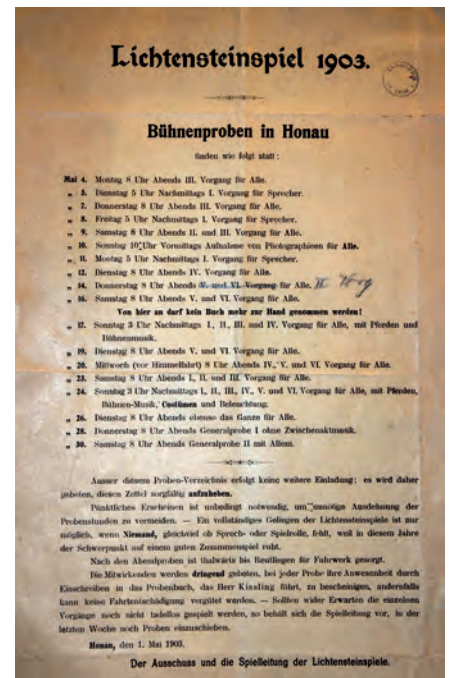 Lichtensteinspiel 1903.
Bühnenproben in Honau
finden wie folgt statt:
Mai 4. Montag 8 Uhr Abends III. Vorgang für Alle.
„ 5. Dienstag 5 Uhr Nachmittags I. Vorgang für Sprecher.
„ 7. Donnerstag 8 Uhr Abends III. Vorgang für Alle.
„ 8. Freitag 5 Uhr Nachmittags I. Vorgang für Sprecher.
„ 9. Samstag 8 Uhr Abends II. und III. Vorgang für Alle.
„ 10. Sonntag 10 Uhr Vormittags Aufnahme von Photographieen für Alle.
„ 11. Montag 5 Uhr Nachmittags I. Vorgang für Sprecher.
„ 12. Dienstag 8 Uhr Abends IV. Vorgang für Alle.
„ 14. Donnerstag 8 Uhr Abends V. und VI. Vorgang für Alle. II. Vorg
„ 16. Samstag 8 Uhr Abends V. und VI. Vorgang für Alle.
Von hier an darf kein Buch mehr zur Hand genommen werden!
„ 17. Sonntag 3 Uhr Nachmittags I., II., III. und IV. Vorgang für Alle, mit Pferden und
Bühnenmusik.
„ 19. Dienstag 8 Uhr Abends V. und VI. Vorgang für Alle.
„ 20. Mittwoch (vor Himmelfahrt) 8 Uhr Abends IV., V. und VI. Vorgang für Alle.
„ 23. Samstag 8 Uhr Abends I., II. und III. Vorgang für Alle.
„ 24. Sonntag 3 Uhr Nachmittags I., II., III., IV., V. und VI. Vorgang für Alle, mit Pferden,
Bühnen-Musik, Costümen und Beleuchtung.
„ 26. Dienstag 8 Uhr Abends ebenso das Ganze für Alle.
„ 28. Donnerstag 8 Uhr Abends Generalprobe I ohne Zwischenaktmusik.
„ 30. Samstag 8 Uhr Abends Generalprobe II mit Allem.
Ausser diesem Proben-Verzeichnis erfolgt keine weitere Einladung; es wird daher
gebeten, diesen Zettel sorgfältig aufzuheben.
Pünktliches Erscheinen ist unbedingt notwendig, um unnötige Ausdehnung der
Probenstunden zu vermeiden. — Ein vollständiges Gelingen der Lichtensteinspiele ist nur
möglich, wenn Niemand, gleichviel ob Sprech- oder Spielrolle, fehlt, weil in diesem Jahre
der Schwerpunkt auf einem guten Zusammenspiel ruht.
Nach den Abendproben ist thalwärts bis Reutlingen für Fuhrwerk gesorgt.
Die Mitwirkenden werden dringend gebeten, bei jeder Probe ihre Anwesenheit durch
Einschreiben in das Probenbuch, das Herr Kissling führt, zu bescheinigen, andernfalls
kann keine Fahrtentschädigung vergütet werden. — Sollten wider Erwarten die einzelnen
Vorgänge noch nicht tadellos gespielt werden, so behält sich die Spielleitung vor, in der
letzten Woche noch Proben einzuschieben.
Honau, den 1. Mai 1903.
Der Ausschuss und die Spielleitung der Lichtensteinspiele.